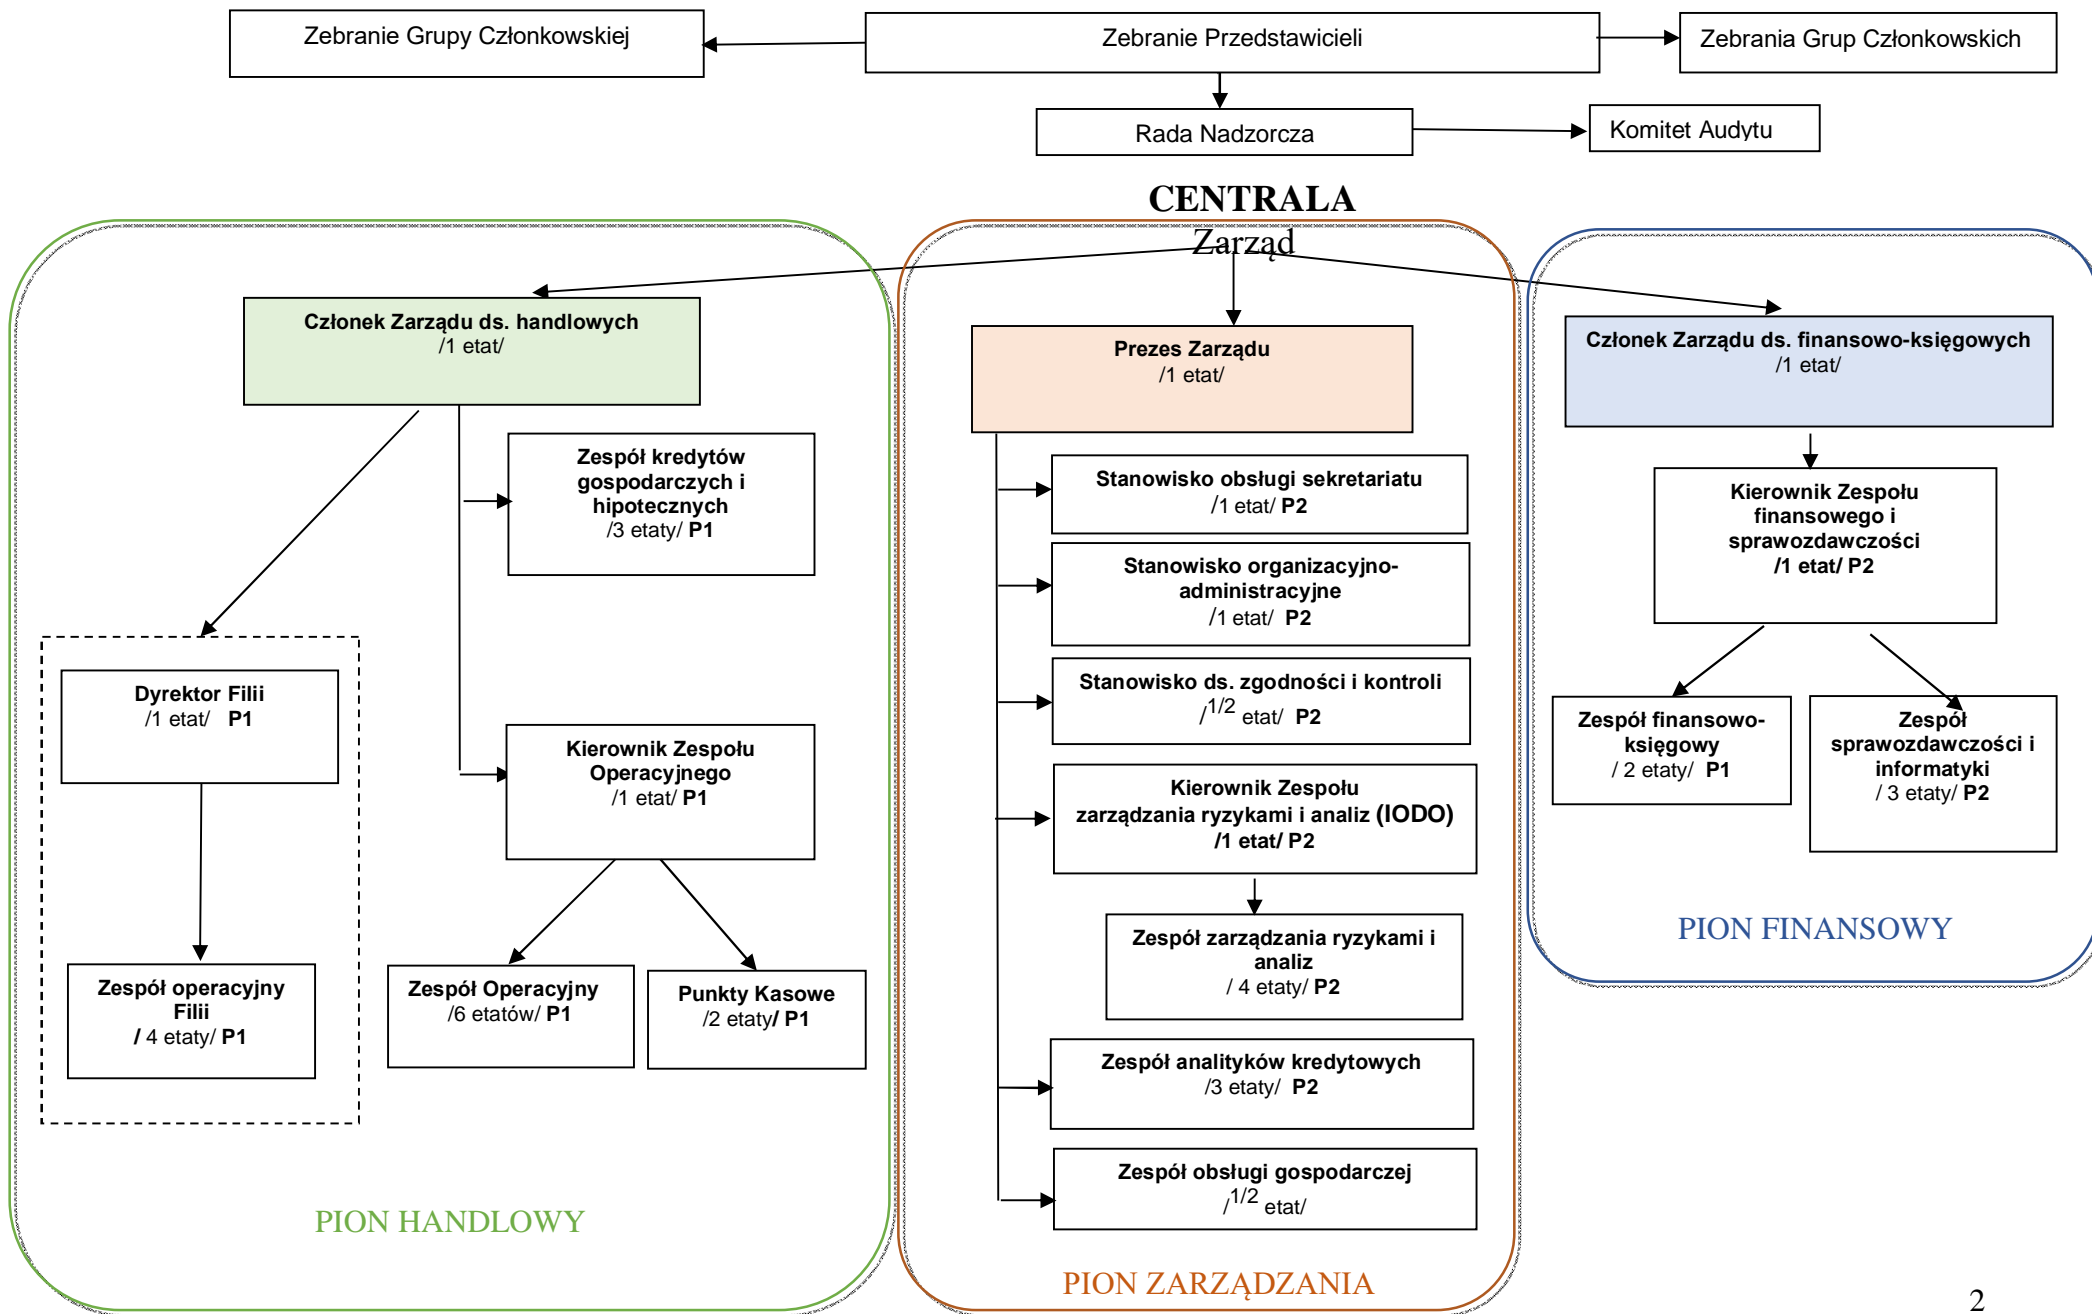 Zebranie Grupy Członkowskiej
Zebranie Przedstawicieli
Zebrania Grup Członkowskich
Rada Nadzorcza
Komitet Audytu
CENTRALA
Zarząd
Członek Zarządu ds. handlowych
/1 etat/
Prezes Zarządu
/1 etat/
Członek Zarządu ds. finansowo-księgowych
/1 etat/
Zespół kredytów
gospodarczych i
hipotecznych
/3 etaty/ P1
Dyrektor Filii
/1 etat/ P1
Kierownik Zespołu
Operacyjnego
/1 etat/ P1
Zespół operacyjny
Filii
/ 4 etaty/ P1
Zespół Operacyjny
/6 etatów/ P1
Punkty Kasowe
/2 etaty/ P1
PION HANDLOWY
Stanowisko obsługi sekretariatu
/1 etat/ P2
Stanowisko organizacyjno-
administracyjne
/1 etat/ P2
Stanowisko ds. zgodności i kontroli
/1/2 etat/ P2
Kierownik Zespołu
zarządzania ryzykami i analiz (IODO)
/1 etat/ P2
Zespół zarządzania ryzykami i
analiz
/ 4 etaty/ P2
Zespół analityków kredytowych
/3 etaty/ P2
Zespół obsługi gospodarczej
/1/2 etat/
PION ZARZĄDZANIA
Kierownik Zespołu
finansowego i
sprawozdawczości
/1 etat/ P2
Zespół finansowo-
księgowy
/ 2 etaty/ P1
Zespół
sprawozdawczości i
informatyki
/ 3 etaty/ P2
PION FINANSOWY
2